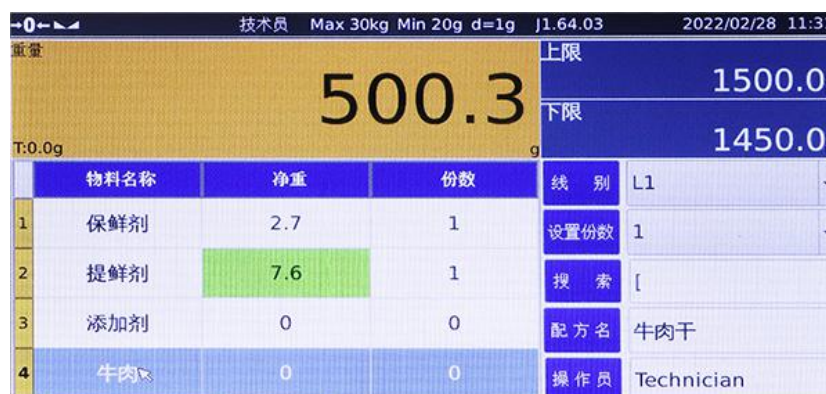 →0← 技术员 Max 30kg Min 20g d=1g J1.64.03 2022/02/28 11:3
重量
500.3
T:0.0g
g
上限
1500.0
下限
1450.0
物料名称 净重 份数
1 保鲜剂 2.7 1
2 提鲜剂 7.6 1
3 添加剂 0 0
4 牛肉 0 0
线 别 L1
设置份数 1
搜 索 [
配方名 牛肉干
操作员 Technician